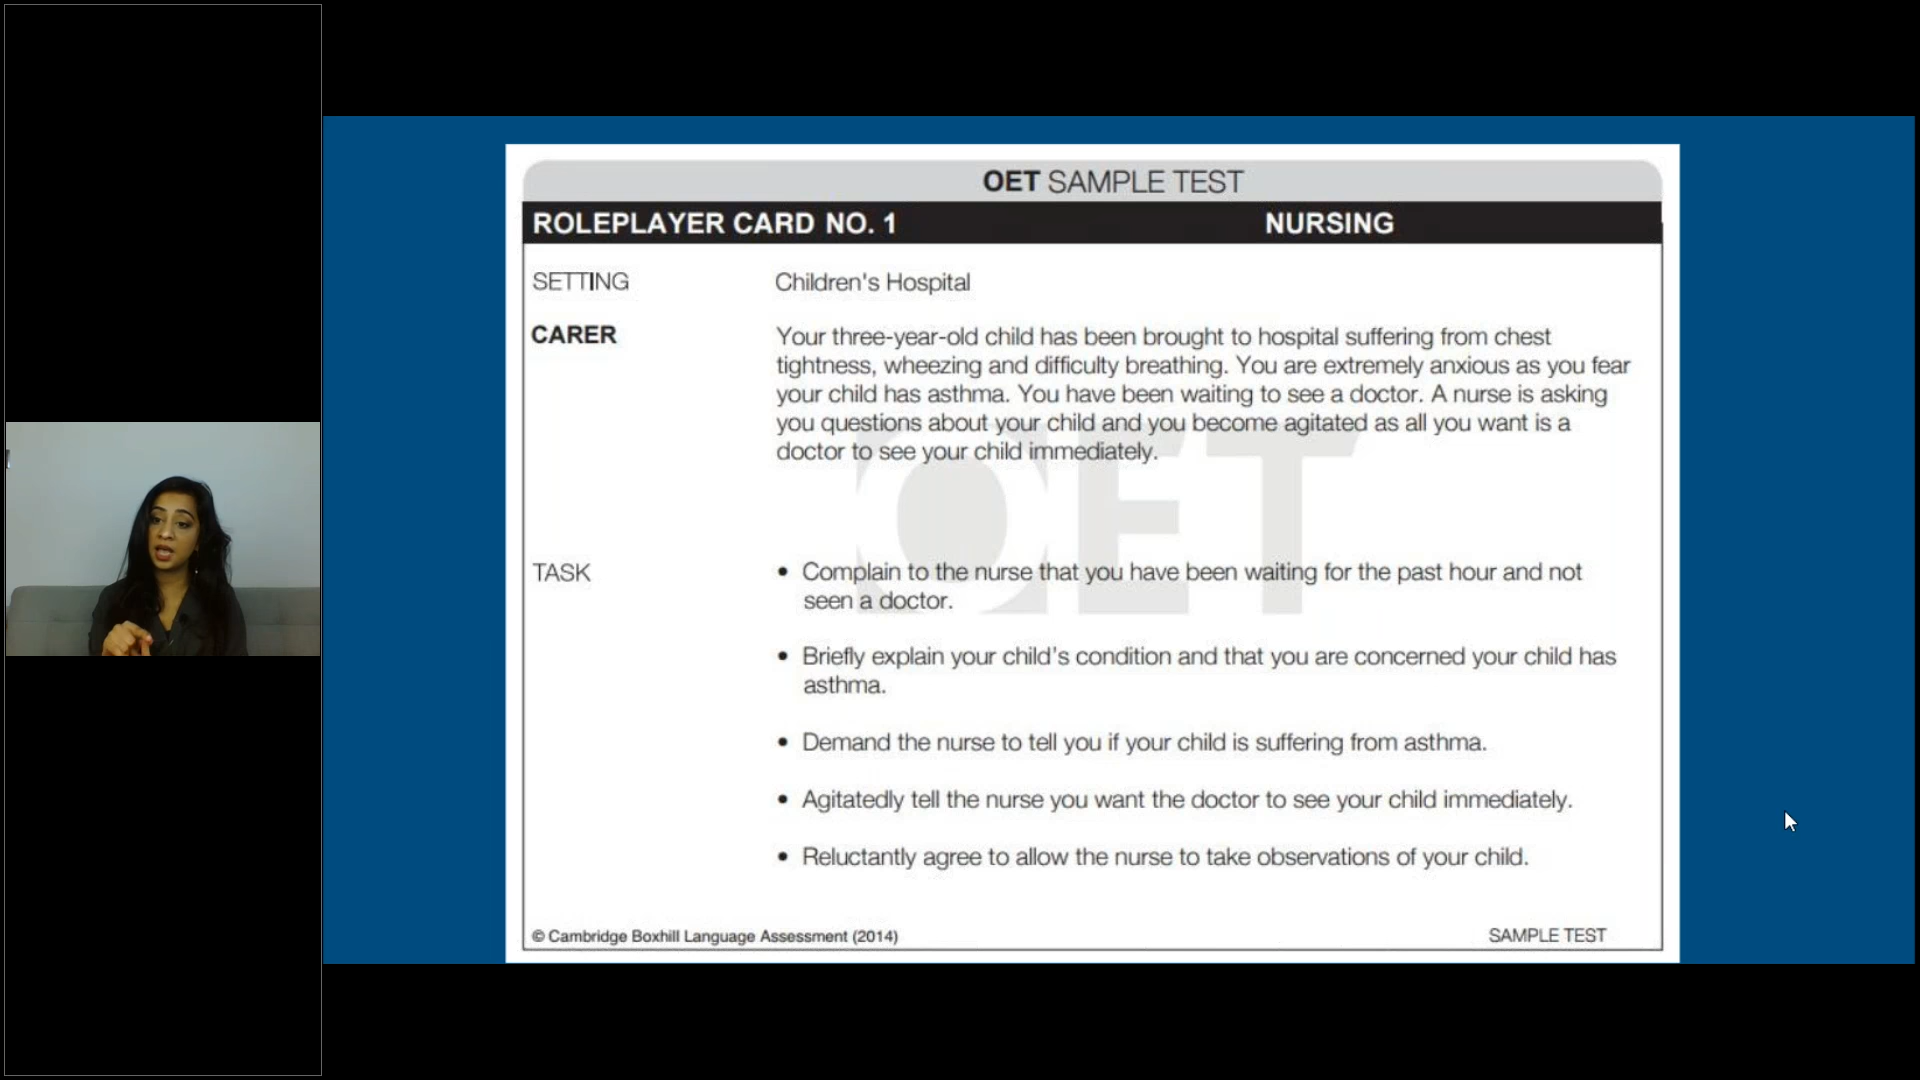 OET SAMPLE TEST
ROLEPLAYER CARD NO. 1 NURSING
SETTING Children's Hospital
CARER Your three-year-old child has been brought to hospital suffering from chest
tightness, wheezing and difficulty breathing. You are extremely anxious as you fear
your child has asthma. You have been waiting to see a doctor. A nurse is asking
you questions about your child and you become agitated as all you want is a
doctor to see your child immediately.
OET
TASK • Complain to the nurse that you have been waiting for the past hour and not
seen a doctor.
• Briefly explain your child's condition and that you are concerned your child has
asthma.
• Demand the nurse to tell you if your child is suffering from asthma.
• Agitatedly tell the nurse you want the doctor to see your child immediately.
• Reluctantly agree to allow the nurse to take observations of your child.
© Cambridge Boxhill Language Assessment (2014) SAMPLE TEST